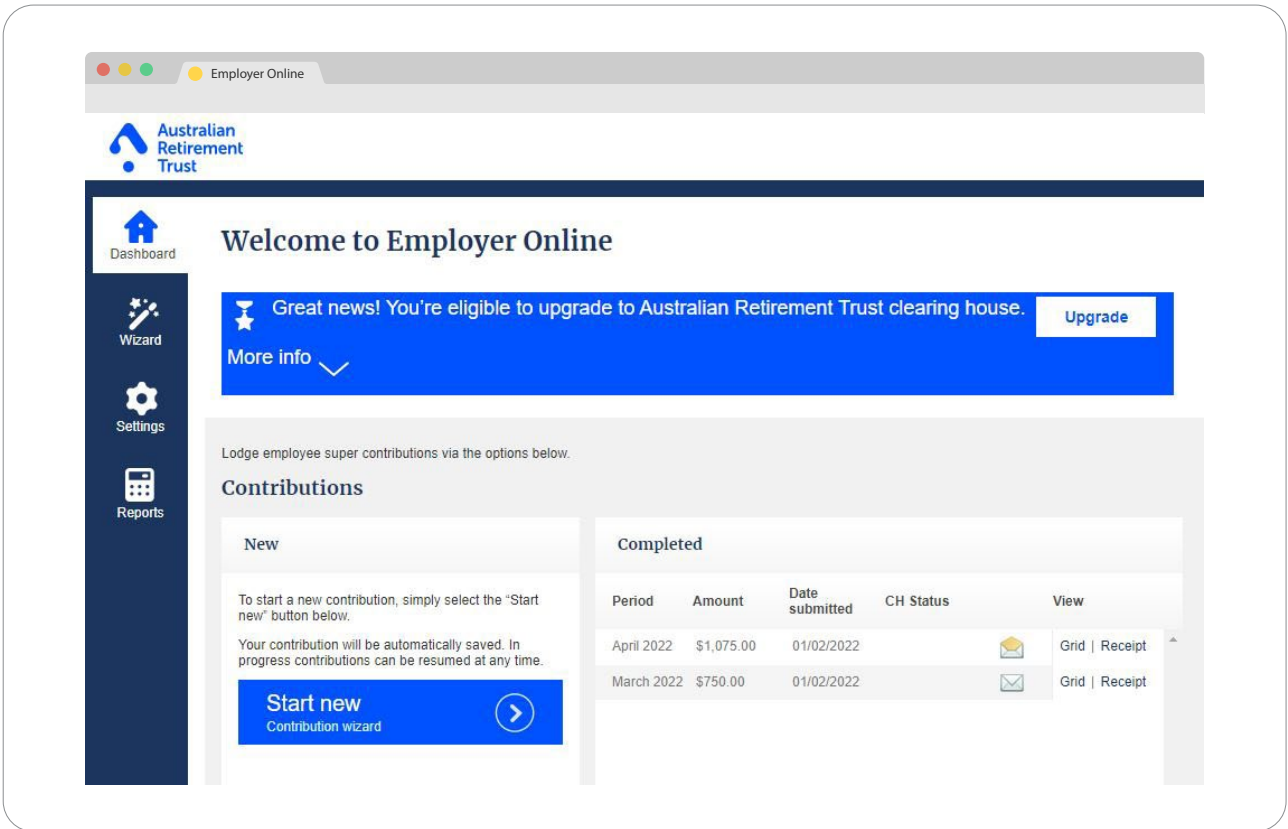 Employer Online
Australian
Retirement
Trust
Dashboard
Wizard
Settings
Reports
Welcome to Employer Online
Great news! You're eligible to upgrade to Australian Retirement Trust clearing house.
Upgrade
More info
Lodge employee super contributions via the options below.
Contributions
New
To start a new contribution, simply select the “Start
new” button below.
Your contribution will be automatically saved. In
progress contributions can be resumed at any time.
Start new
Contribution wizard
Completed
Period Amount Date submitted CH Status View
April 2022 $1,075.00 01/02/2022 Grid | Receipt
March 2022 $750.00 01/02/2022 Grid | Receipt